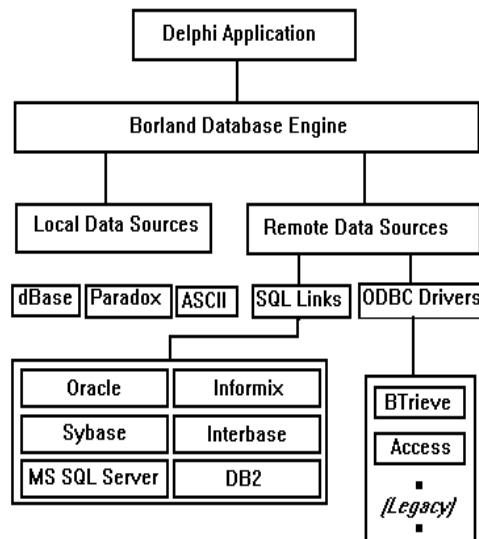 Delphi Application
Borland Database Engine
Local Data Sources
Remote Data Sources
dBase
Paradox
ASCII
SQL Links
ODBC Drivers
Oracle
Informix
Sybase
Interbase
MS SQL Server
DB2
BTrieve
Access
(Legacy)